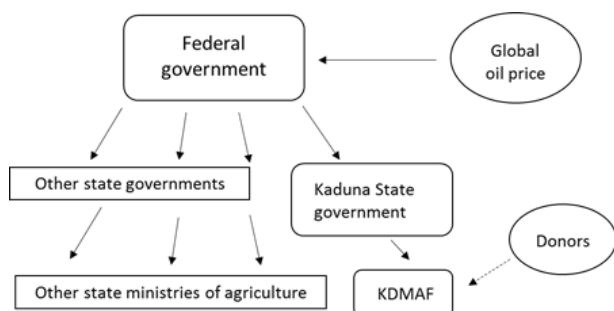 Federal
government
Global
oil price
Other state governments
Kaduna State
government
Donors
Other state ministries of agriculture
KDMAF